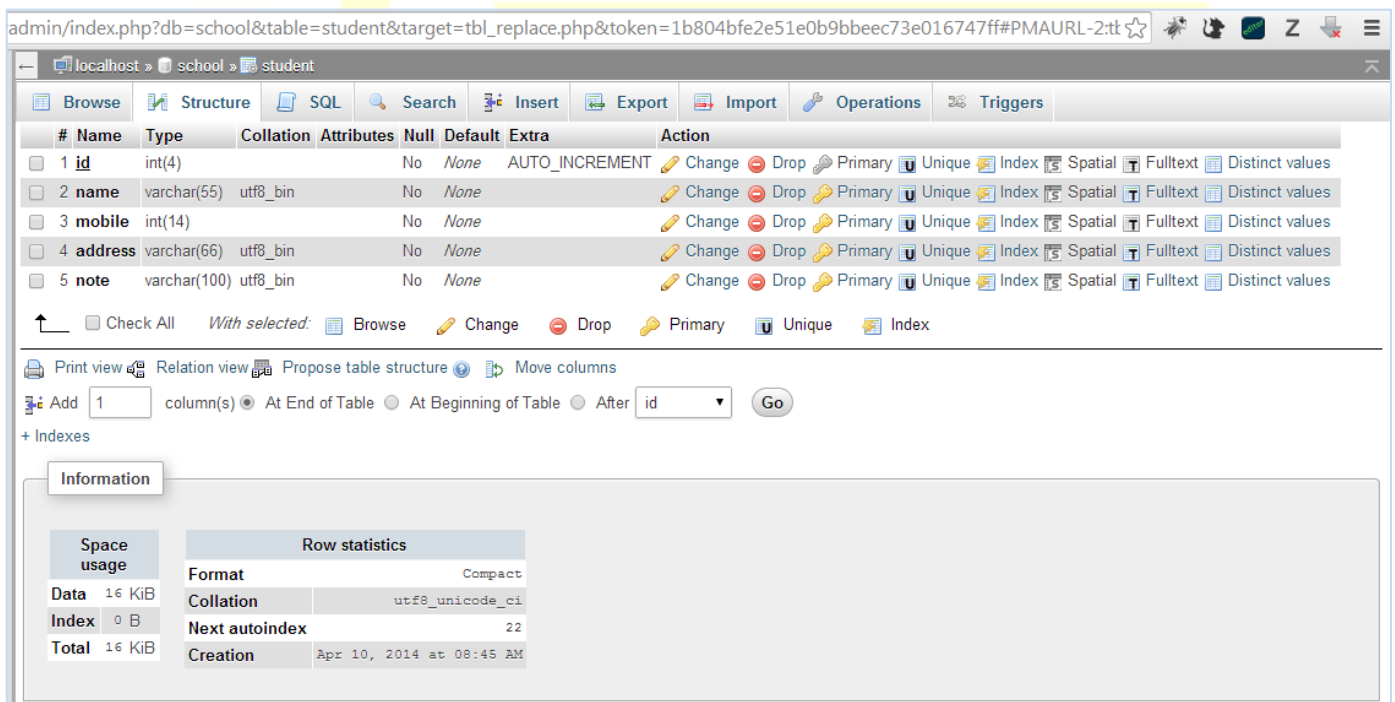 admin/index.php?db=school&table=student&target=tbl_replace.php&token=1b804bfe2e51e0b9bbeec73e016747ff#PMAURL-2:tb
localhost » school » student
Browse Structure SQL Search Insert Export Import Operations Triggers
# Name Type Collation Attributes Null Default Extra Action
1 id int(4) No None AUTO_INCREMENT Change Drop Primary Unique Index Spatial Fulltext Distinct values
2 name varchar(55) utf8_bin No None Change Drop Primary Unique Index Spatial Fulltext Distinct values
3 mobile int(14) No None Change Drop Primary Unique Index Spatial Fulltext Distinct values
4 address varchar(66) utf8_bin No None Change Drop Primary Unique Index Spatial Fulltext Distinct values
5 note varchar(100) utf8_bin No None Change Drop Primary Unique Index Spatial Fulltext Distinct values
Check All With selected: Browse Change Drop Primary Unique Index
Print view Relation view Propose table structure Move columns
Add 1 column(s) At End of Table At Beginning of Table After id Go
+ Indexes
Information
Space usage
Data 16 KiB
Index 0 B
Total 16 KiB
Row statistics
Format Compact
Collation utf8_unicode_ci
Next autoindex 22
Creation Apr 10, 2014 at 08:45 AM